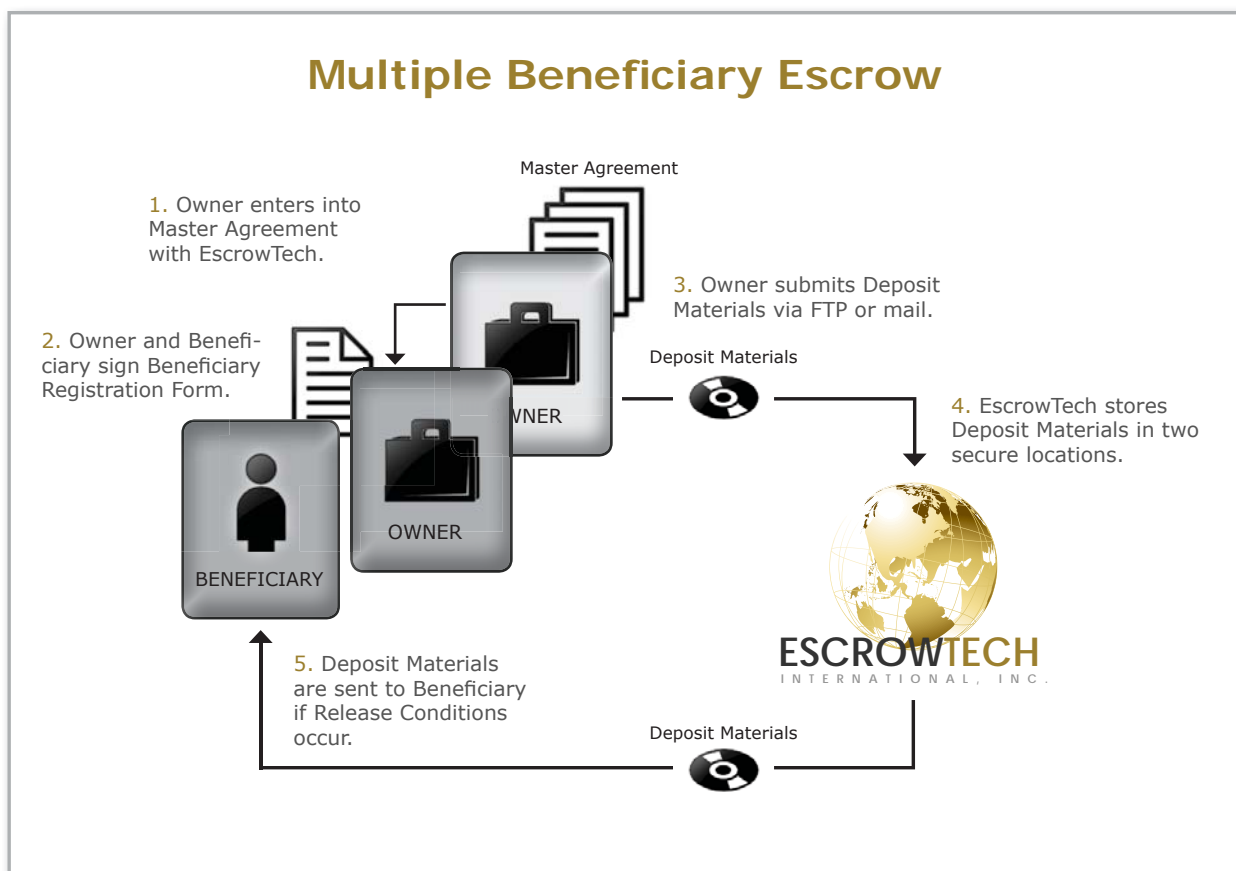 Multiple Beneficiary Escrow
Master Agreement
1. Owner enters into
Master Agreement
with EscrowTech.
2. Owner and Benefi-
ciary sign Beneficiary
Registration Form.
3. Owner submits Deposit
Materials via FTP or mail.
Deposit Materials
WNER
OWNER
BENEFICIARY
4. EscrowTech stores
Deposit Materials in two
secure locations.
ESCROWTECH
INTERNATIONAL, INC.
5. Deposit Materials
are sent to Beneficiary
if Release Conditions
occur.
Deposit Materials